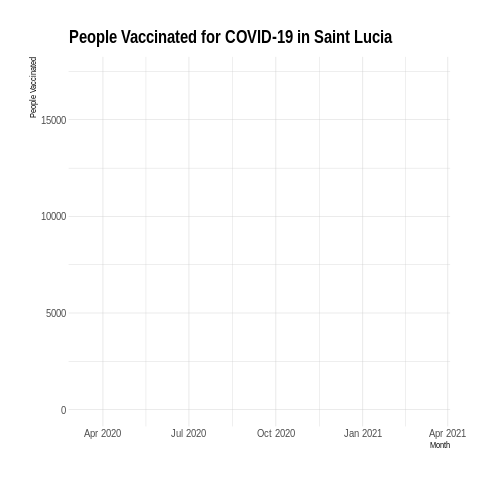 People Vaccinated for COVID-19 in Saint Lucia
People Vaccinated
15000
10000
5000
0
Apr 2020 Jul 2020 Oct 2020 Jan 2021 Apr 2021
Month